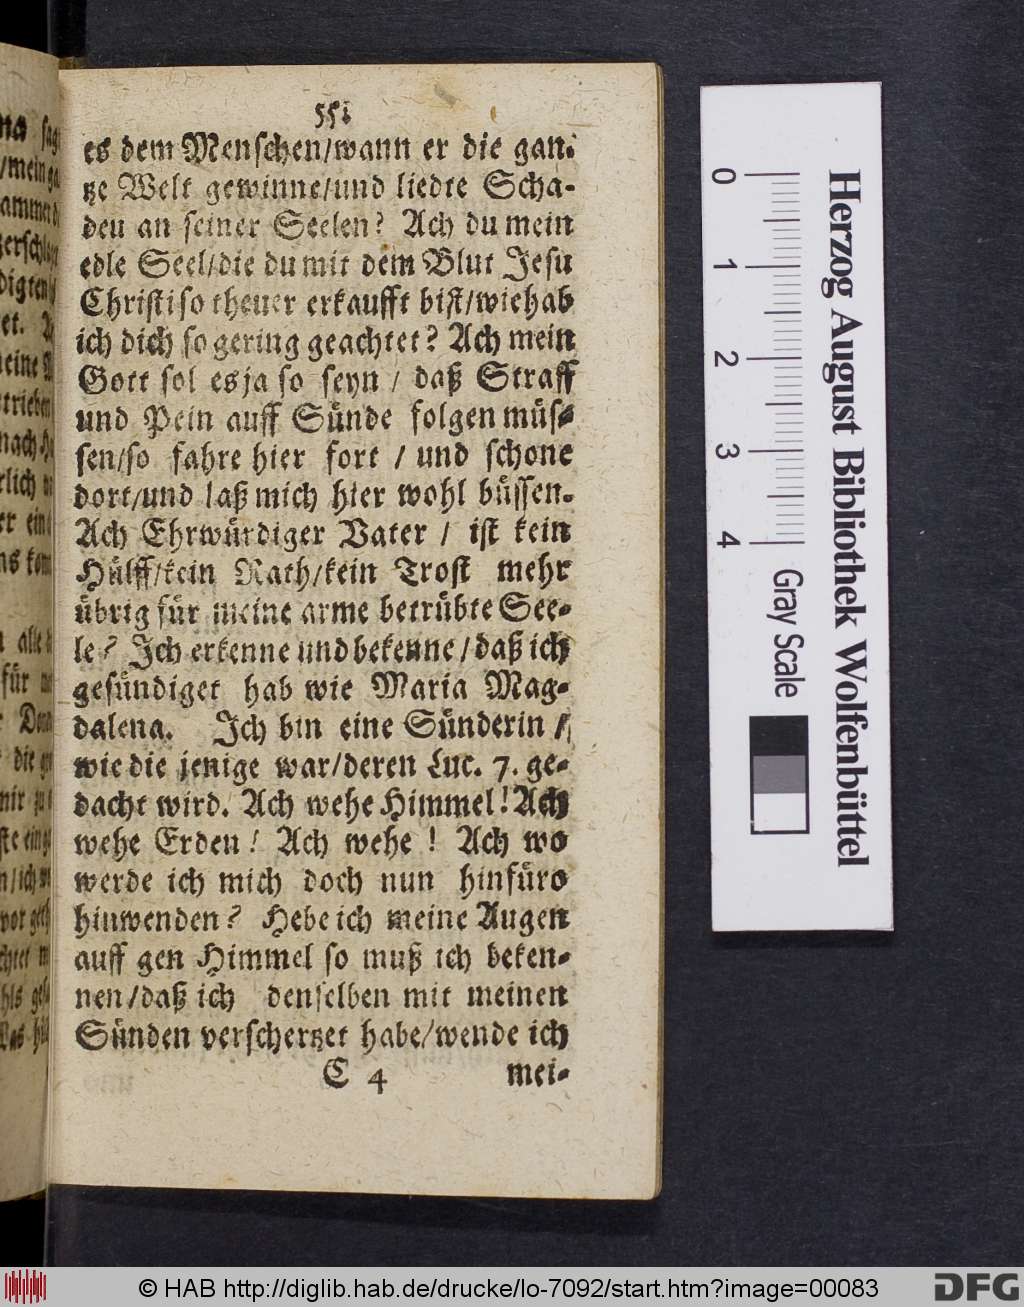 55
es dem Menschen/wann er die gan-
tze Welt gewinne/und liedte Scha-
den an seiner Seelen? Ach du mein
edle Seel/die du mit dem Blut Jesu
Christi so theuer erkaufft bist/wie hab
ich dich so gering geachtet? Ach mein
Gott sol es ja so seyn / daß Straff
und Pein auff Sünde folgen müs-
sen/so fahre hier fort / und schone
dort/und laß mich hier wohl büssen.
Ach Ehrwürdiger Vater / ist kein
Hülff/kein Rath/kein Trost mehr
übrig für meine arme betrübte See-
le? Ich erkenne und bekenne/daß ich
gesündiget hab wie Maria Mag-
dalena. Ich bin eine Sünderin /
wie die jenige war/deren Luc. 7. ge-
dacht wird. Ach wehe Himmel! Ach
wehe Erden! Ach wehe ! Ach wo
werde ich mich doch nun hinfüro
hinwenden? Hebe ich meine Augen
auff gen Himmel so muß ich beken-
nen/daß ich denselben mit meinen
Sünden verschertzet habe/wende ich
C 4 mei-
0 1 2 3 4
Gray Scale
Herzog August Bibliothek Wolfenbüttel
© HAB http://diglib.hab.de/drucke/lo-7092/start.htm?image=00083
DFG